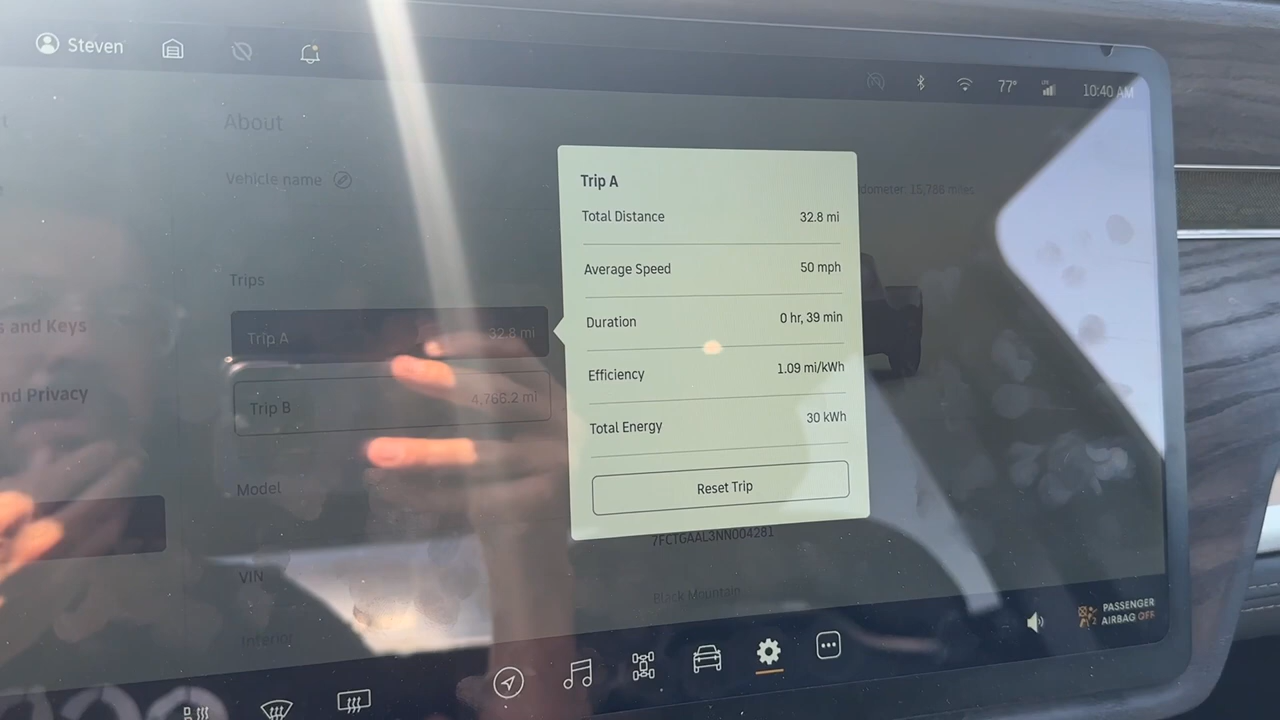 Steven
77°
LTE
10:40 AM
About
Vehicle name
Odometer: 15,786 miles
Trips
Trip A
32.8 mi
Trip B
4,766.2 mi
s and Keys
nd Privacy
Trip A
Total Distance 32.8 mi
Average Speed 50 mph
Duration 0 hr, 39 min
Efficiency 1.09 mi/kWh
Total Energy 30 kWh
Reset Trip
Model
VIN
7FCTGAAL3NN004281
Interior
Black Mountain
PASSENGER
AIRBAG OFF